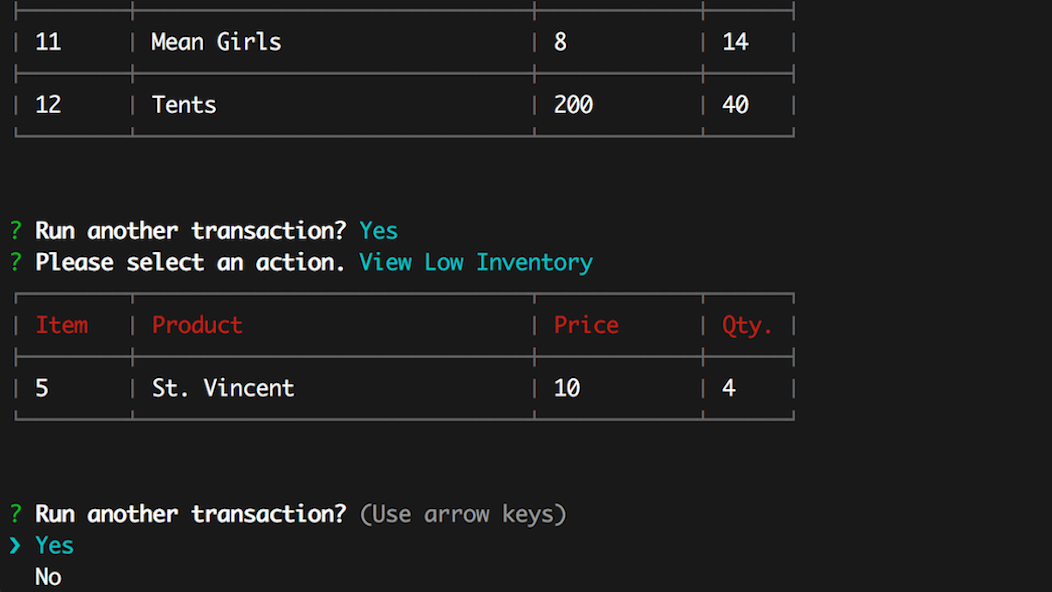 11 Mean Girls 8 14
12 Tents 200 40
? Run another transaction? Yes
? Please select an action. View Low Inventory
Item Product Price Qty.
5 St. Vincent 10 4
? Run another transaction? (Use arrow keys)
❯ Yes
No